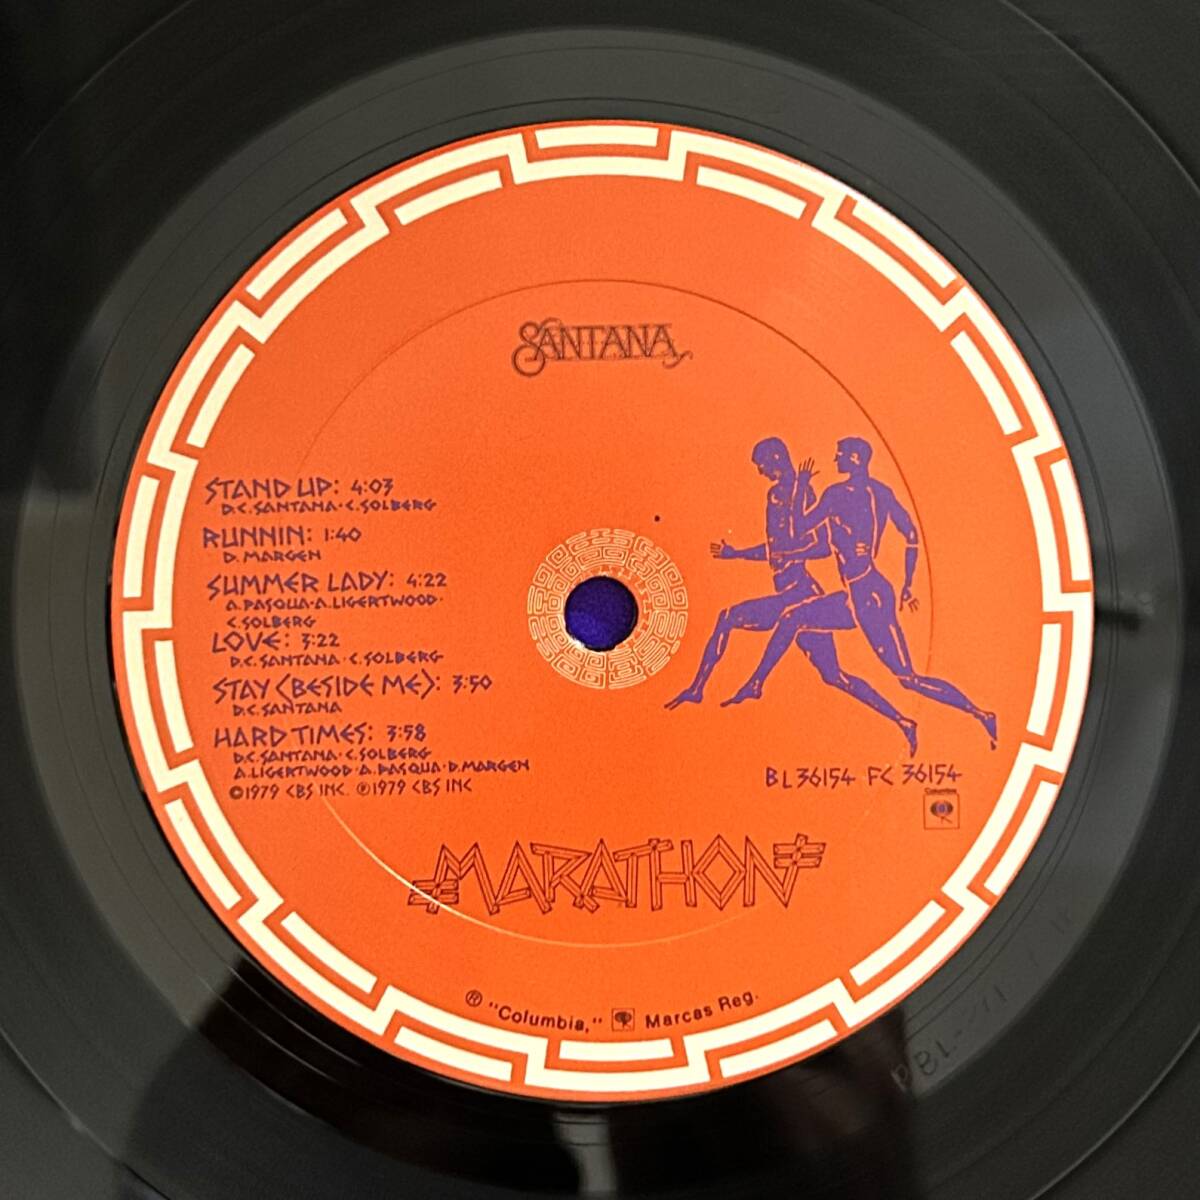 SANTANA
STAND UP: 4:03
D.C. SANTANA · C. SOLBERG
RUNNIN: 1:40
D. MARGEN
SUMMER LADY: 4:22
A. PASQUA · A. LIGERTWOOD ·
C. SOLBERG
LOVE: 3:22
D.C. SANTANA · C. SOLBERG
STAY (BESIDE ME): 3:50
D.C. SANTANA
HARD TIMES: 3:58
D.C. SANTANA · C. SOLBERG
A. LIGERTWOOD · A. PASQUA · D. MARGEN
©1979 CBS INC. ℗1979 CBS INC
BL 36154 FC 36154
Columbia
MARATHON
® "Columbia," Marcas Reg.